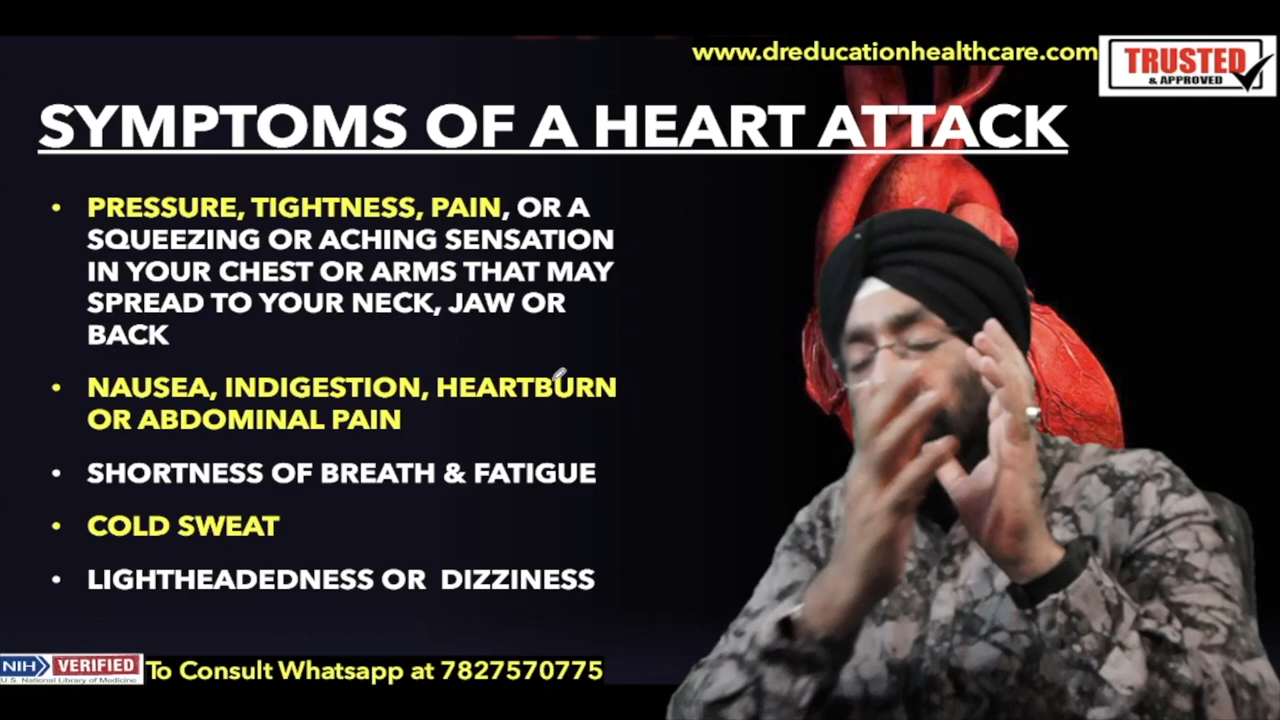 www.dreducationhealthcare.com
TRUSTED
& APPROVED
SYMPTOMS OF A HEART ATTACK
• PRESSURE, TIGHTNESS, PAIN, OR A
SQUEEZING OR ACHING SENSATION
IN YOUR CHEST OR ARMS THAT MAY
SPREAD TO YOUR NECK, JAW OR
BACK
• NAUSEA, INDIGESTION, HEARTBURN
OR ABDOMINAL PAIN
• SHORTNESS OF BREATH & FATIGUE
• COLD SWEAT
• LIGHTHEADEDNESS OR DIZZINESS
NIH VERIFIED
U.S. National Library of Medicine
To Consult Whatsapp at 7827570775